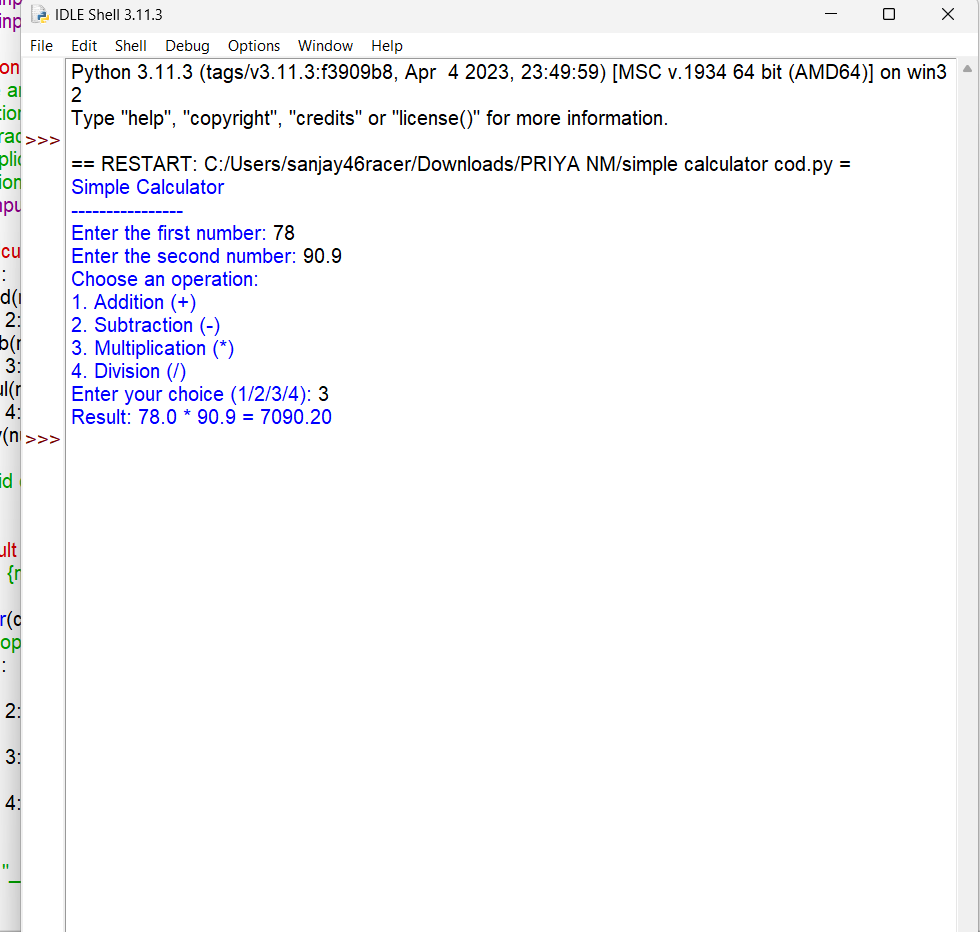 IDLE Shell 3.11.3
File Edit Shell Debug Options Window Help
Python 3.11.3 (tags/v3.11.3:f3909b8, Apr  4 2023, 23:49:59) [MSC v.1934 64 bit (AMD64)] on win3
2
Type "help", "copyright", "credits" or "license()" for more information.
>>>
== RESTART: C:/Users/sanjay46racer/Downloads/PRIYA NM/simple calculator cod.py =
Simple Calculator
----------------
Enter the first number: 78
Enter the second number: 90.9
Choose an operation:
1. Addition (+)
2. Subtraction (-)
3. Multiplication (*)
4. Division (/)
Enter your choice (1/2/3/4): 3
Result: 78.0 * 90.9 = 7090.20
>>>